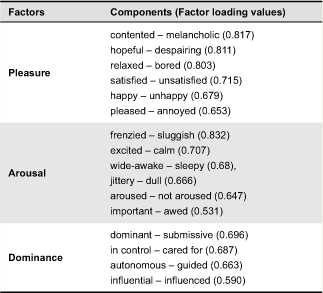 Factors Components (Factor loading values)
Pleasure
contented – melancholic (0.817)
hopeful – despairing (0.811)
relaxed – bored (0.803)
satisfied – unsatisfied (0.715)
happy – unhappy (0.679)
pleased – annoyed (0.653)
Arousal
frenzied – sluggish (0.832)
excited – calm (0.707)
wide-awake – sleepy (0.68),
jittery – dull (0.666)
aroused – not aroused (0.647)
important – awed (0.531)
Dominance
dominant – submissive (0.696)
in control – cared for (0.687)
autonomous – guided (0.663)
influential – influenced (0.590)